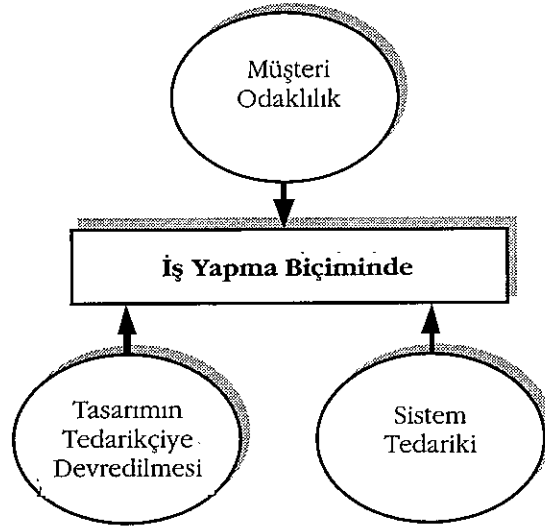 Müşteri
Odaklılık
İş Yapma Biçiminde
Tasarımın
Tedarikçiye
Devredilmesi
Sistem
Tedariki